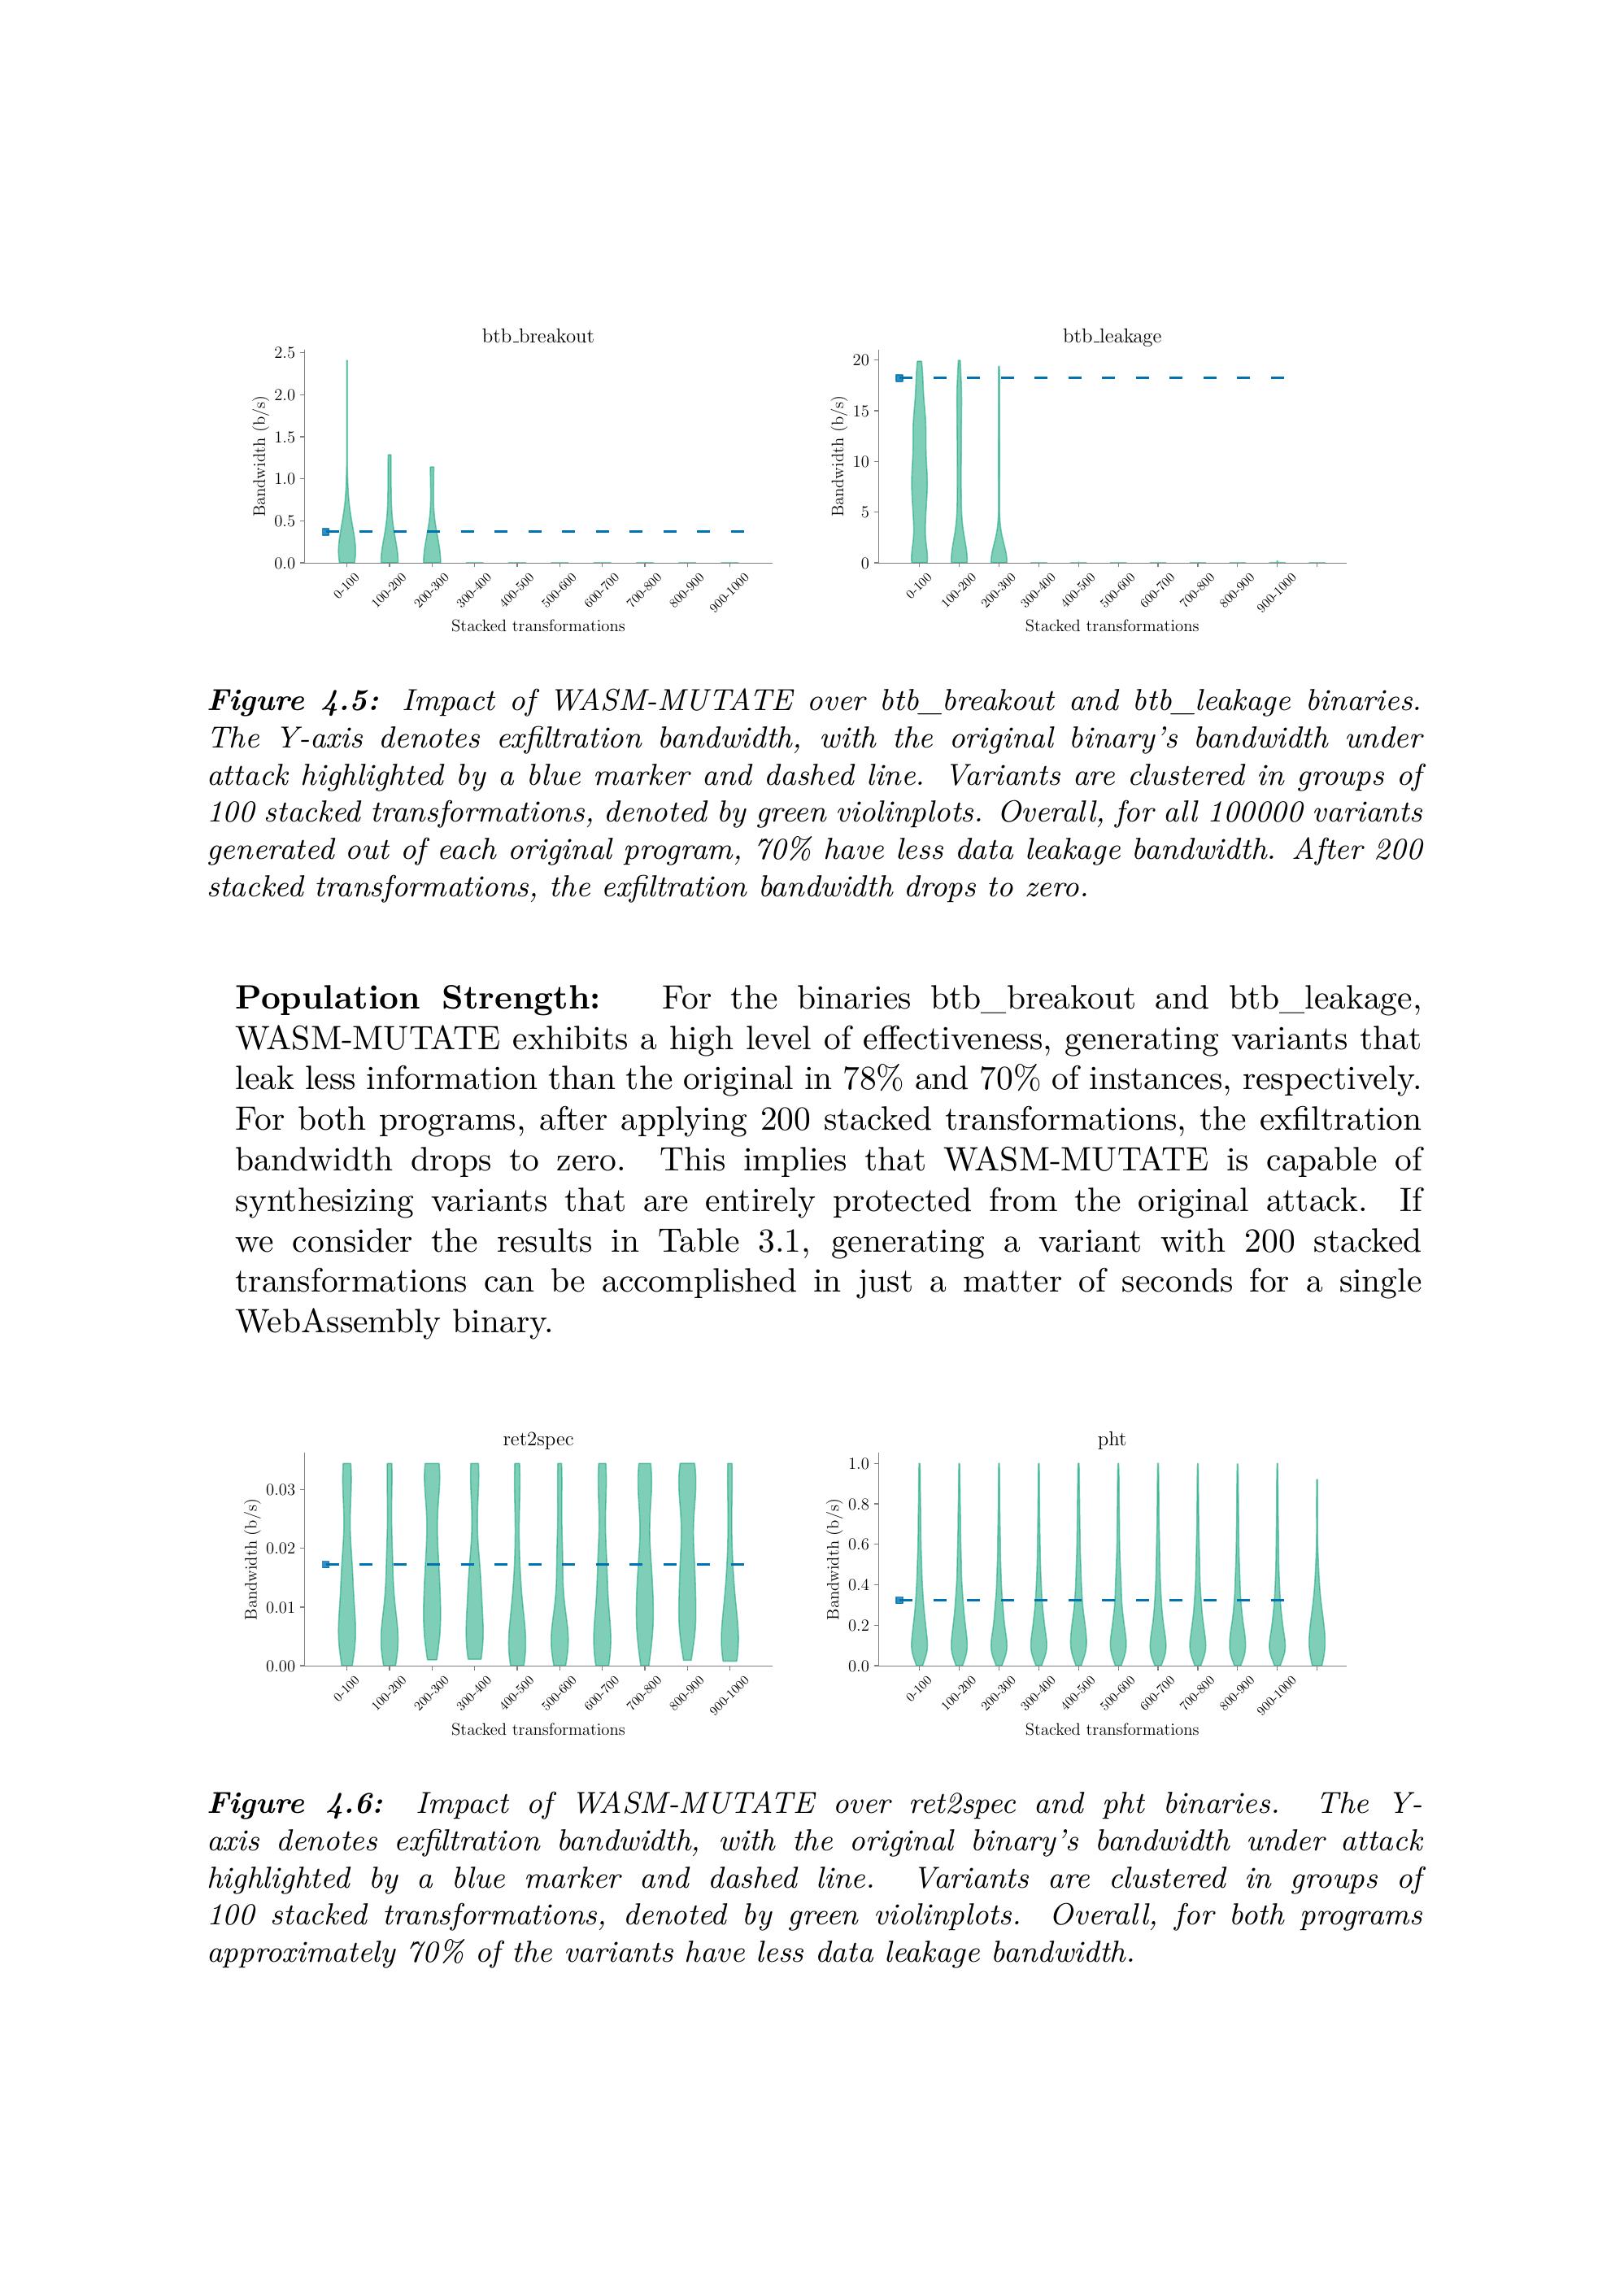 btb_breakout
2.5
2.0
1.5
1.0
0.5
0.0
Bandwidth (b/s)
0-100
100-200
200-300
300-400
400-500
500-600
600-700
700-800
800-900
900-1000
Stacked transformations
btb_leakage
20
15
10
5
0
Bandwidth (b/s)
0-100
100-200
200-300
300-400
400-500
500-600
600-700
700-800
800-900
900-1000
Stacked transformations
Figure 4.5: Impact of WASM-MUTATE over btb_breakout and btb_leakage binaries.
The Y-axis denotes exfiltration bandwidth, with the original binary's bandwidth under
attack highlighted by a blue marker and dashed line. Variants are clustered in groups of
100 stacked transformations, denoted by green violinplots. Overall, for all 100000 variants
generated out of each original program, 70% have less data leakage bandwidth. After 200
stacked transformations, the exfiltration bandwidth drops to zero.
Population Strength: For the binaries btb_breakout and btb_leakage,
WASM-MUTATE exhibits a high level of effectiveness, generating variants that
leak less information than the original in 78% and 70% of instances, respectively.
For both programs, after applying 200 stacked transformations, the exfiltration
bandwidth drops to zero. This implies that WASM-MUTATE is capable of
synthesizing variants that are entirely protected from the original attack. If
we consider the results in Table 3.1, generating a variant with 200 stacked
transformations can be accomplished in just a matter of seconds for a single
WebAssembly binary.
ret2spec
0.03
0.02
0.01
0.00
Bandwidth (b/s)
0-100
100-200
200-300
300-400
400-500
500-600
600-700
700-800
800-900
900-1000
Stacked transformations
pht
1.0
0.8
0.6
0.4
0.2
0.0
Bandwidth (b/s)
0-100
100-200
200-300
300-400
400-500
500-600
600-700
700-800
800-900
900-1000
Stacked transformations
Figure 4.6: Impact of WASM-MUTATE over ret2spec and pht binaries. The Y-
axis denotes exfiltration bandwidth, with the original binary's bandwidth under attack
highlighted by a blue marker and dashed line. Variants are clustered in groups of
100 stacked transformations, denoted by green violinplots. Overall, for both programs
approximately 70% of the variants have less data leakage bandwidth.